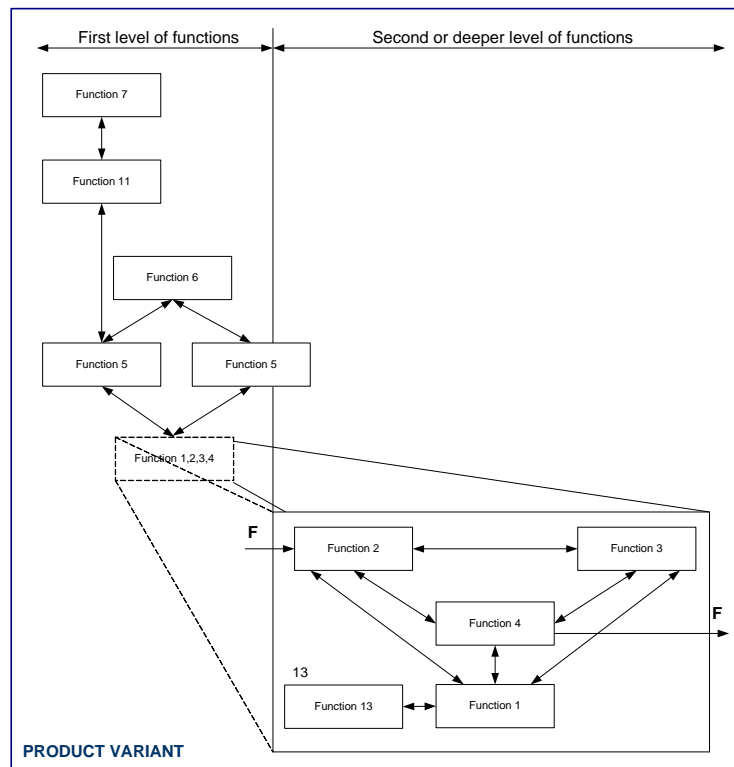 First level of functions
Second or deeper level of functions
Function 7
Function 11
Function 6
Function 5
Function 5
Function 1,2,3,4
F
Function 2
Function 3
Function 4
F
13
Function 13
Function 1
PRODUCT VARIANT